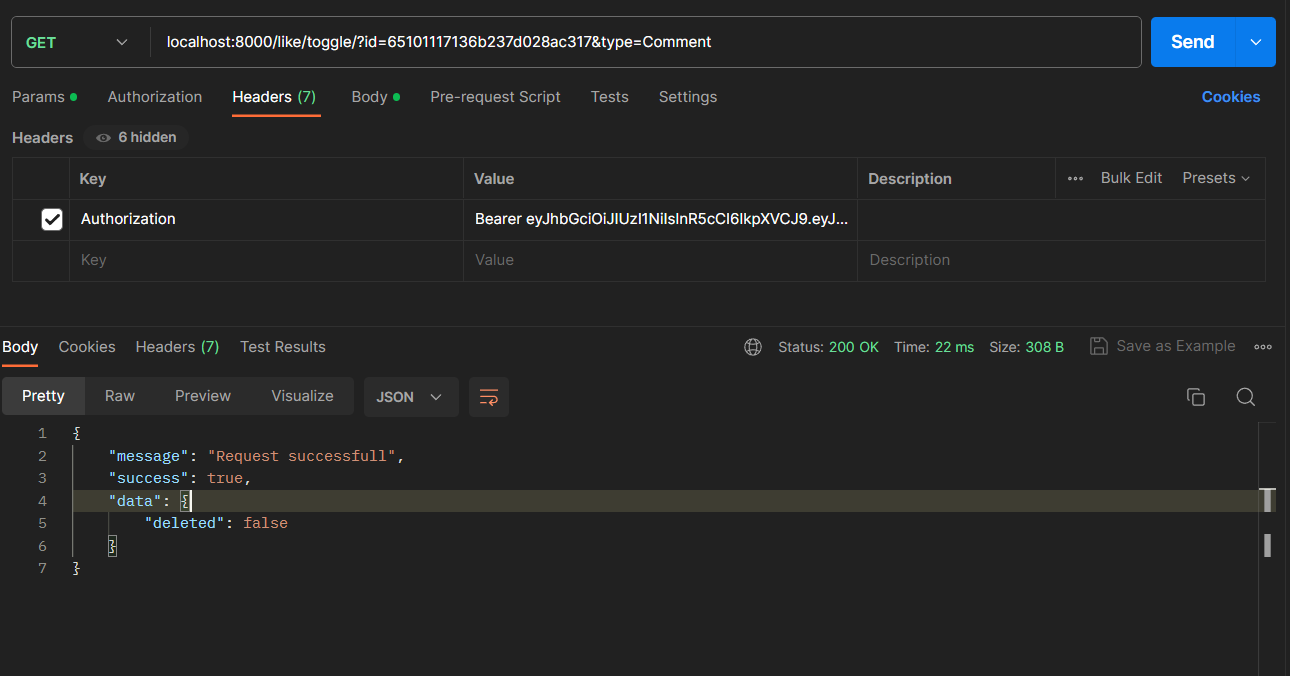 GET localhost:8000/like/toggle/?id=65101117136b237d028ac317&type=Comment Send
Params Authorization Headers (7) Body Pre-request Script Tests Settings Cookies
Headers 6 hidden
Key Value Description Bulk Edit Presets
Authorization Bearer eyJhbGciOiJIUzI1NiIsInR5cCI6IkpXVCJ9.eyJ...
Key Value Description
Body Cookies Headers (7) Test Results Status: 200 OK Time: 22 ms Size: 308 B Save as Example
Pretty Raw Preview Visualize JSON
1 {
2 "message": "Request successfull",
3 "success": true,
4 "data": {
5 "deleted": false
6 }
7 }